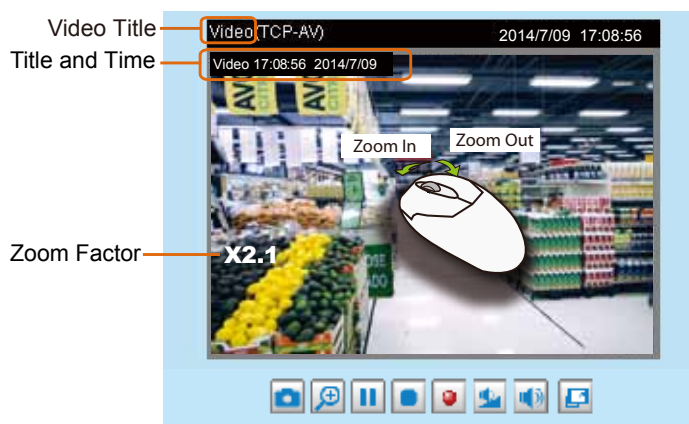 Video Title
Video(TCP-AV) 2014/7/09 17:08:56
Title and Time
Video 17:08:56 2014/7/09
Zoom In
Zoom Out
Zoom Factor
X2.1